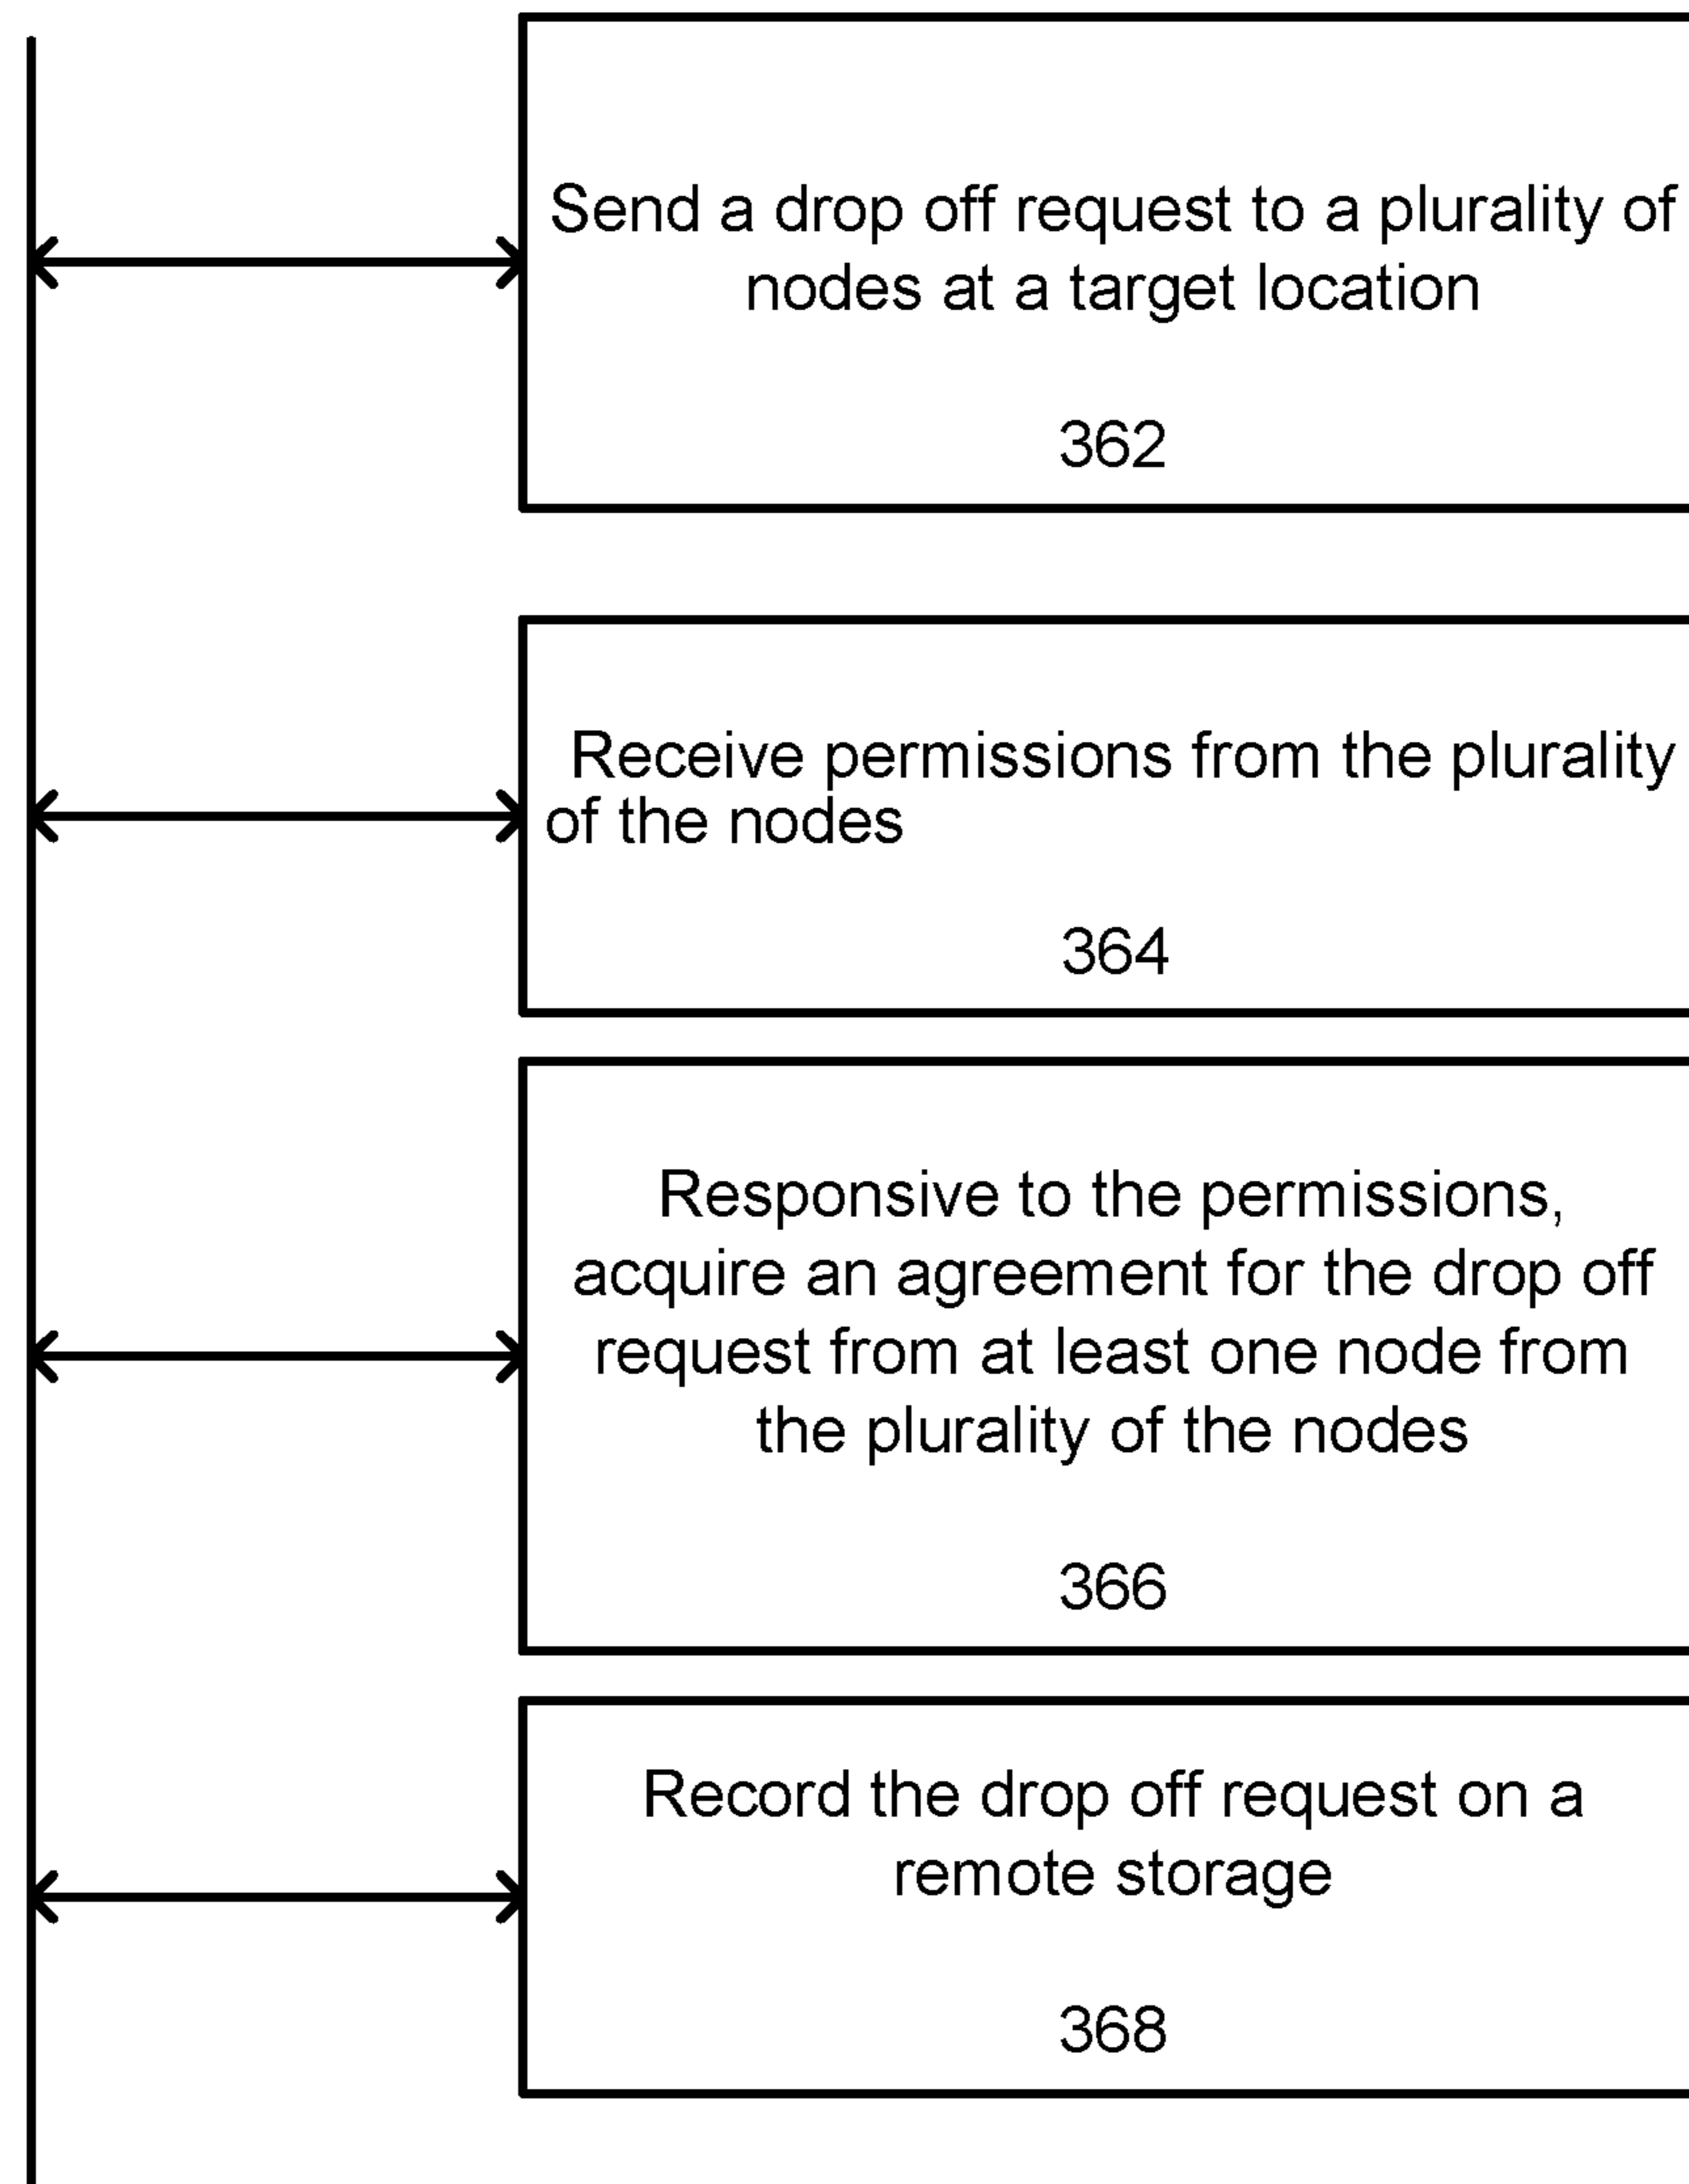 Send a drop off request to a plurality of
nodes at a target location
362
Receive permissions from the plurality
of the nodes
364
Responsive to the permissions,
acquire an agreement for the drop off
request from at least one node from
the plurality of the nodes
366
Record the drop off request on a
remote storage
368